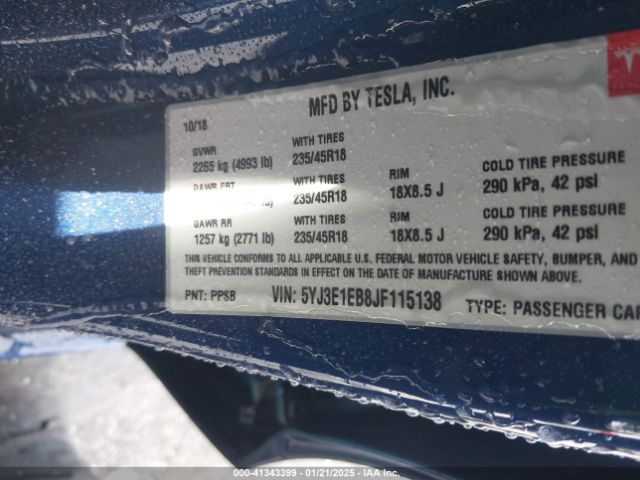 MFD BY TESLA, INC.
10/18
GVWR WITH TIRES
2265 kg (4993 lb) 235/45R18
GAWR FRT WITH TIRES RIM COLD TIRE PRESSURE
lb) 235/45R18 18X8.5 J 290 kPa, 42 psi
GAWR RR WITH TIRES RIM COLD TIRE PRESSURE
1257 kg (2771 lb) 235/45R18 18X8.5 J 290 kPa, 42 psi
THIS VEHICLE CONFORMS TO ALL APPLICABLE U.S. FEDERAL MOTOR VEHICLE SAFETY, BUMPER, AND
THEFT PREVENTION STANDARDS IN EFFECT ON THE DATE OF MANUFACTURE SHOWN ABOVE.
PNT: PPSB VIN: 5YJ3E1EB8JF115138 TYPE: PASSENGER CAR
000-41343399 - 01/21/2025 - IAA Inc.